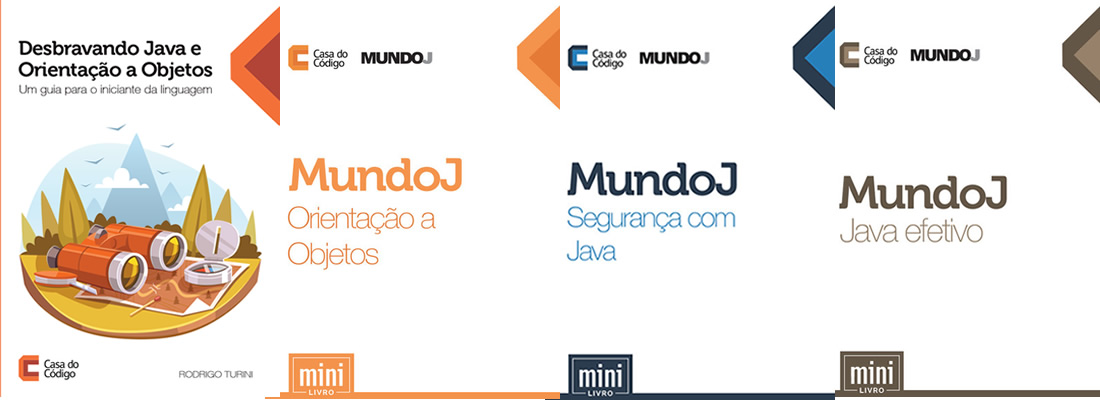 Desbravando Java e
Orientação a Objetos
Um guia para o iniciante da linguagem
Casa do
Código
RODRIGO TURINI
Casa do
Código
MUNDOJ
MundoJ
Orientação a
Objetos
mini
LIVRO
Casa do
Código
MUNDOJ
MundoJ
Segurança com
Java
mini
LIVRO
Casa do
Código
MUNDOJ
MundoJ
Java efetivo
mini
LIVRO